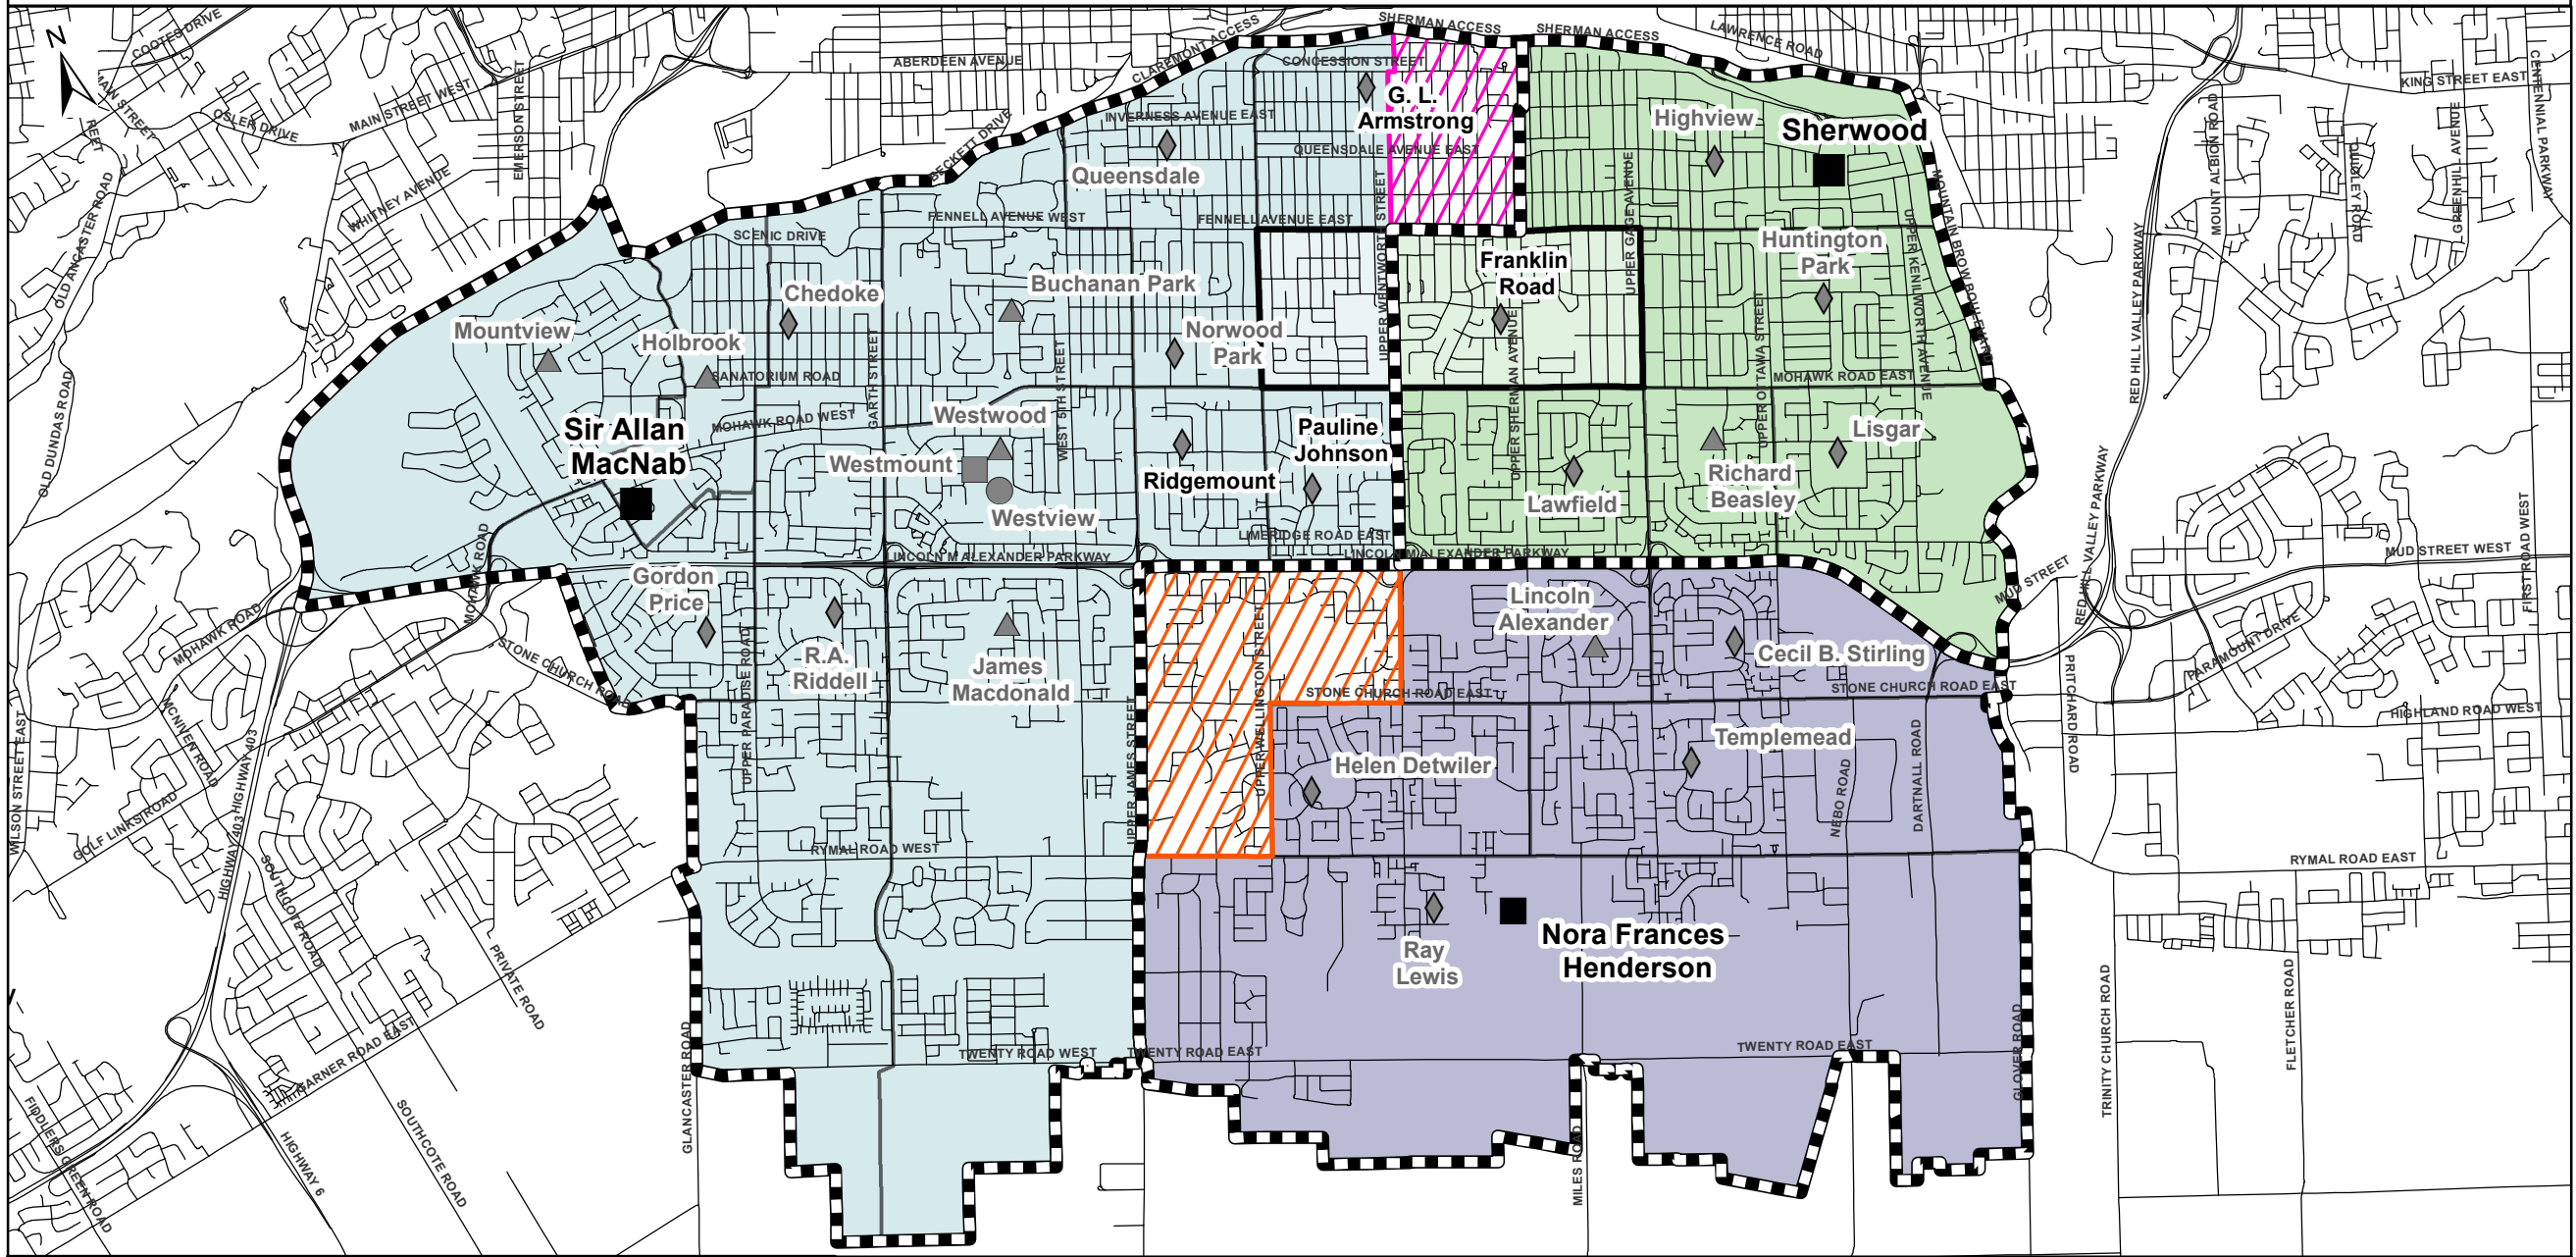 SHERMAN ACCESS
SHERMAN ACCESS
LAWRENCE ROAD
COOTES DRIVE
CLAREMONT ACCESS
N
ABERDEEN AVENUE
CONCESSION STREET
KING STREET EAST
CENTENNIAL PARKWAY
MAIN STREET
MAIN STREET WEST
OSLER DRIVE
EMERSON STREET
G. L.
Armstrong
Highview
Sherwood
MOUNT ALBION ROAD
GREENHILL AVENUE
QUIGLEY ROAD
INVERNESS AVENUE EAST
BECKETT DRIVE
QUEENSDALE AVENUE EAST
Queensdale
WHITNEY AVENUE
OLD ANCASTER ROAD
FENNELL AVENUE WEST
FENNELL AVENUE EAST
SCENIC DRIVE
UPPER WENTWORTH STREET
UPPER GAGE AVENUE
UPPER KENILWORTH AVENUE
MOUNTAIN BROW BOULEVARD
RED HILL VALLEY PARKWAY
Huntington
Park
Franklin
Road
Buchanan Park
Chedoke
Mountview
Holbrook
Norwood
Park
SANATORIUM ROAD
GARTH STREET
WEST 5TH STREET
UPPER SHERMAN AVENUE
UPPER OTTAWA STREET
MOHAWK ROAD EAST
OLD DUNDAS ROAD
MOHAWK ROAD WEST
Westwood
Sir Allan
MacNab
Westmount
Westview
Pauline
Johnson
Ridgemount
Lisgar
Richard
Beasley
Lawfield
LIMERIDGE ROAD EAST
LINCOLN M ALEXANDER PARKWAY
LINCOLN M ALEXANDER PARKWAY
RED HILL VALLEY PARKWAY
MUD STREET WEST
MUD STREET
FIRST ROAD WEST
MOHAWK ROAD
MOHAWK ROAD
Gordon
Price
R.A.
Riddell
James
Macdonald
Lincoln
Alexander
Cecil B. Stirling
STONE CHURCH ROAD
STONE CHURCH ROAD EAST
STONE CHURCH ROAD EAST
PRITCHARD ROAD
PARAMOUNT DRIVE
HIGHLAND ROAD WEST
UPPER PARADISE ROAD
UPPER JAMES STREET
UPPER WELLINGTON STREET
WILSON STREET EAST
MCNIVEN ROAD
GOLF LINKS ROAD
HIGHWAY 403
HIGHWAY 403
Helen Detwiler
Templemead
NEBO ROAD
DARTNALL ROAD
RYMAL ROAD WEST
RYMAL ROAD EAST
SOUTHCOTE ROAD
PRIVATE ROAD
Ray
Lewis
Nora Frances
Henderson
GARNER ROAD EAST
GLANCASTER ROAD
TWENTY ROAD WEST
TWENTY ROAD EAST
TWENTY ROAD EAST
GLOVER ROAD
TRINITY CHURCH ROAD
FLETCHER ROAD
FIDLERS GREEN ROAD
HIGHWAY 6
SOUTHCOTE ROAD
MILES ROAD